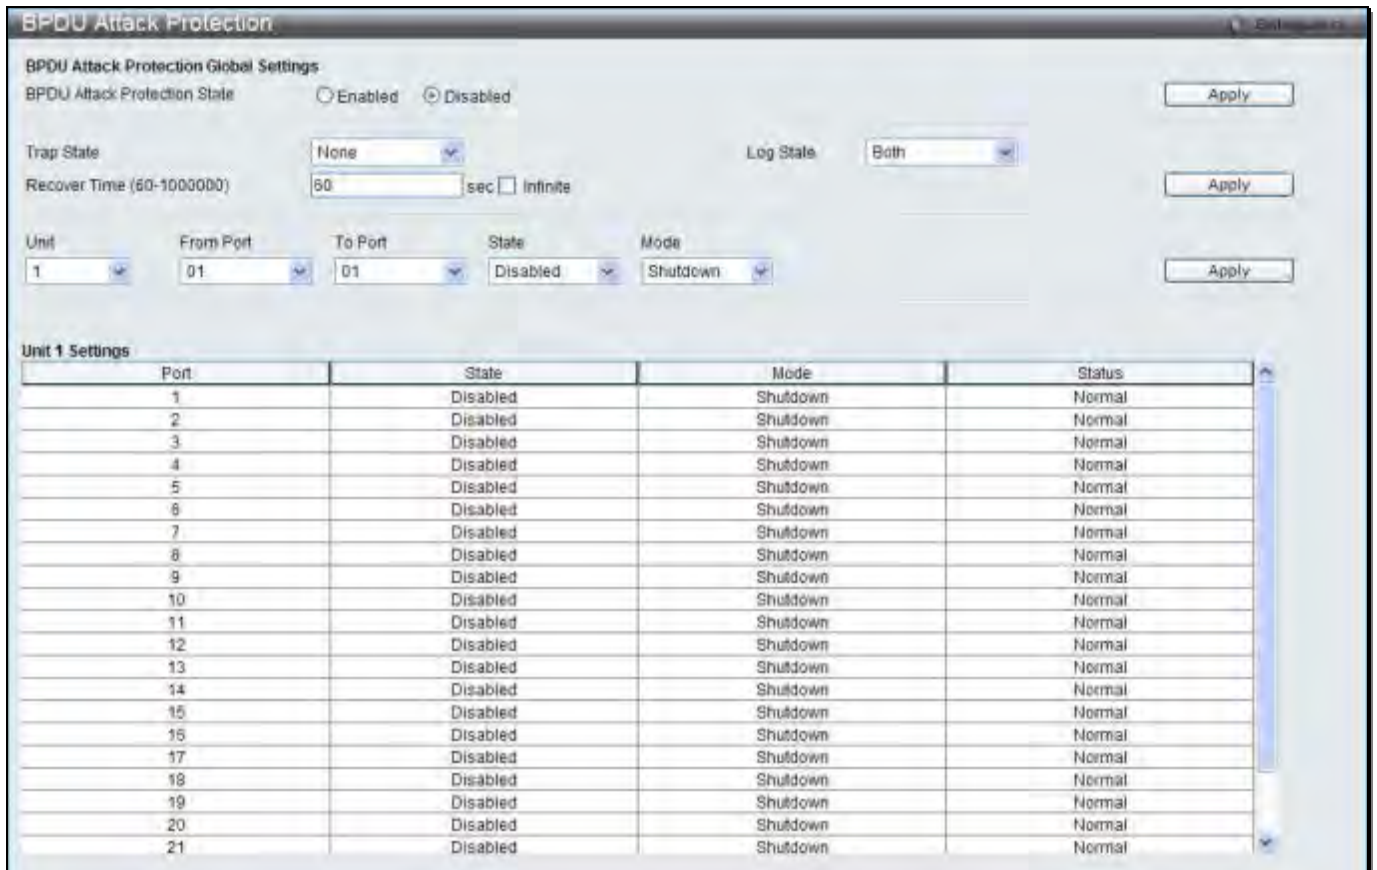 BPDU Attack Protection
BPDU Attack Protection Global Settings
BPDU Attack Protection State Enabled Disabled Apply
Trap State None Log State Both
Recover Time (60-1000000) 60 sec Infinite Apply
Unit From Port To Port State Mode
1 01 01 Disabled Shutdown Apply
Unit 1 Settings
Port State Mode Status
1 Disabled Shutdown Normal
2 Disabled Shutdown Normal
3 Disabled Shutdown Normal
4 Disabled Shutdown Normal
5 Disabled Shutdown Normal
6 Disabled Shutdown Normal
7 Disabled Shutdown Normal
8 Disabled Shutdown Normal
9 Disabled Shutdown Normal
10 Disabled Shutdown Normal
11 Disabled Shutdown Normal
12 Disabled Shutdown Normal
13 Disabled Shutdown Normal
14 Disabled Shutdown Normal
15 Disabled Shutdown Normal
16 Disabled Shutdown Normal
17 Disabled Shutdown Normal
18 Disabled Shutdown Normal
19 Disabled Shutdown Normal
20 Disabled Shutdown Normal
21 Disabled Shutdown Normal